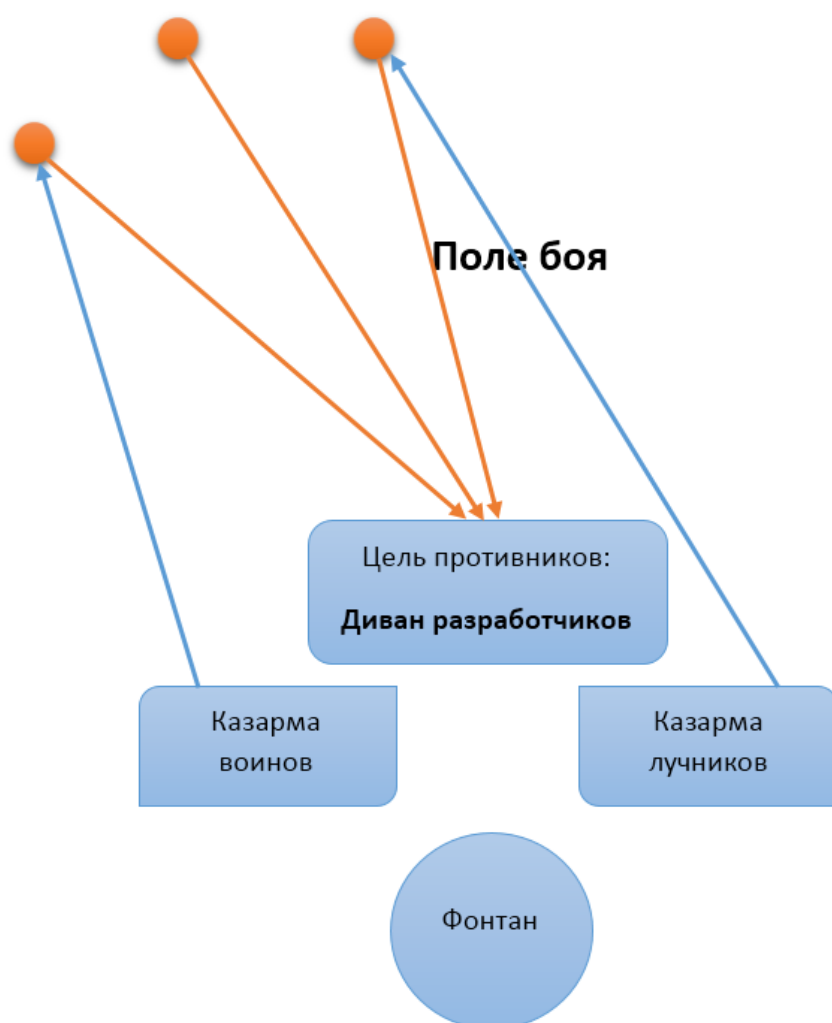 Поле боя
Цель противников:
Диван разработчиков
Казарма
воинов
Казарма
лучников
Фонтан